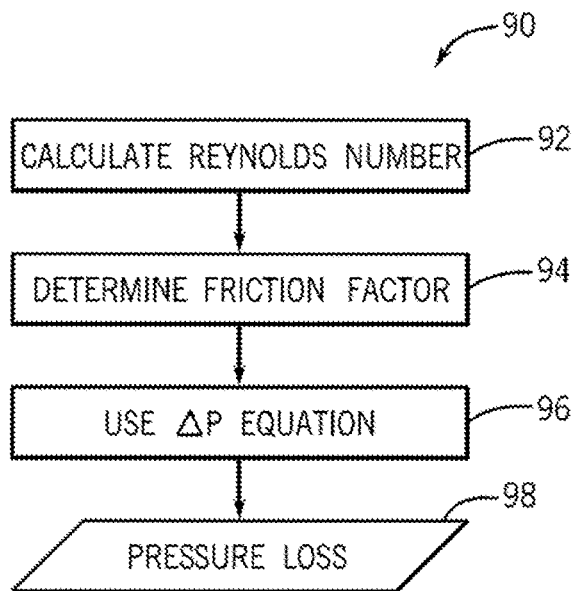 90
CALCULATE REYNOLDS NUMBER
92
DETERMINE FRICTION FACTOR
94
USE ΔP EQUATION
96
98
PRESSURE LOSS